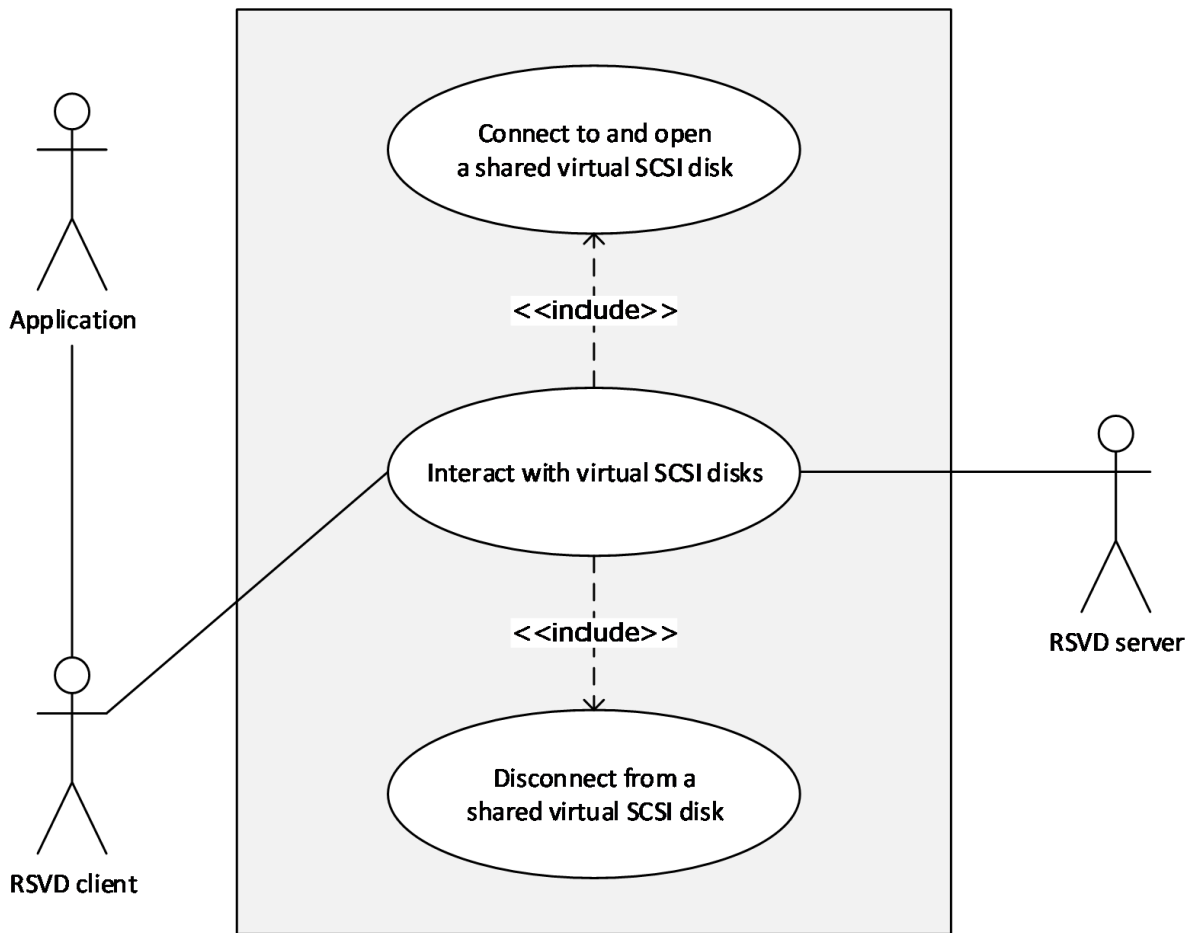 Connect to and open
a shared virtual SCSI disk
Application
<<include>>
Interact with virtual SCSI disks
<<include>>
RSVD server
Disconnect from a
shared virtual SCSI disk
RSVD client